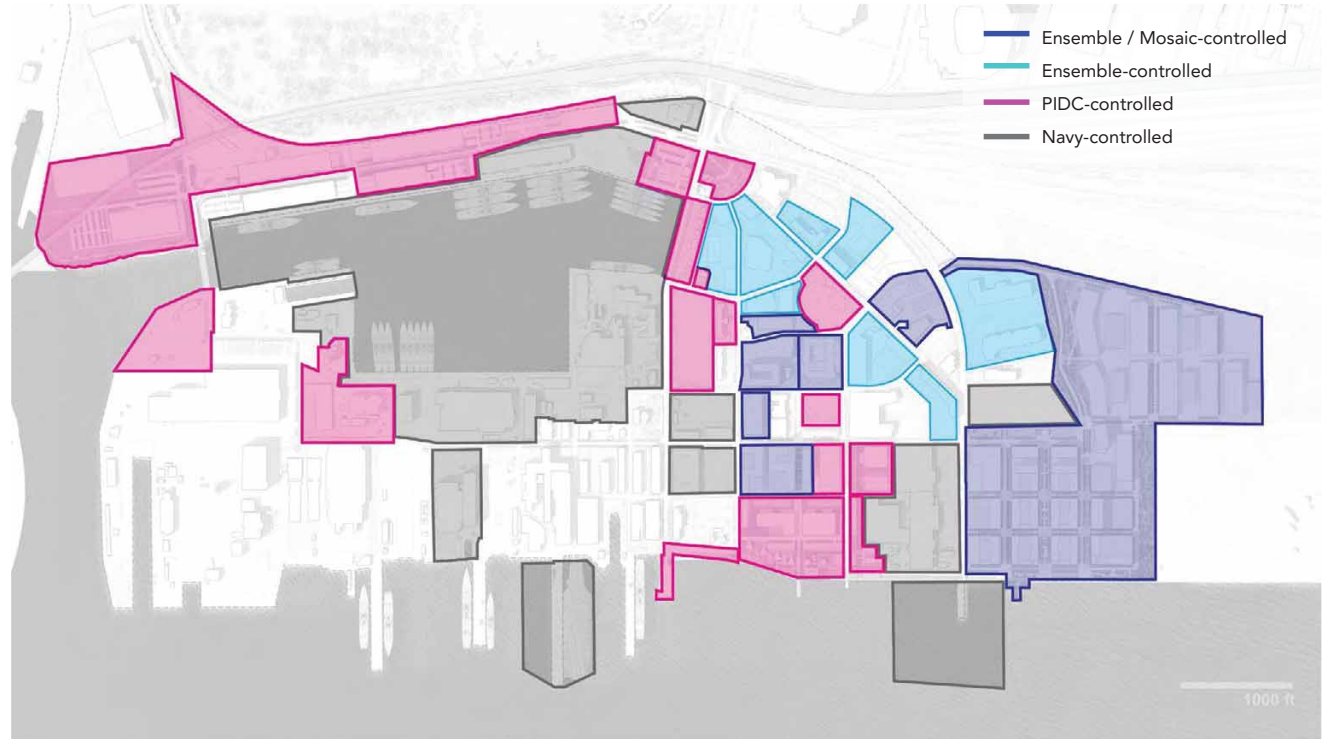 Ensemble / Mosaic-controlled
Ensemble-controlled
PIDC-controlled
Navy-controlled
1000 ft